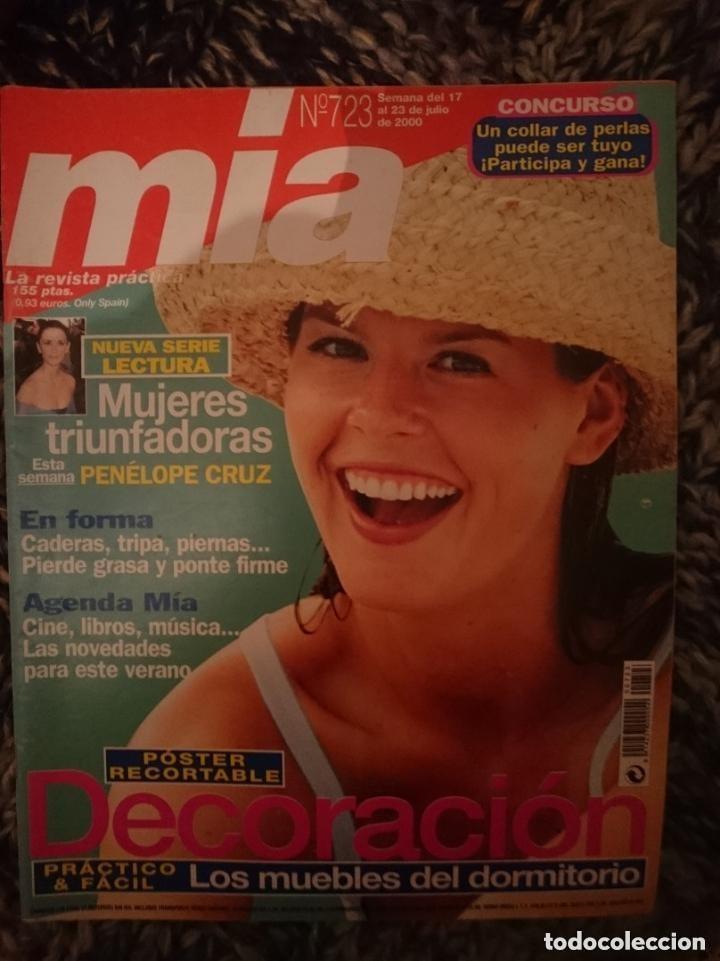 Nº723
Semana del 17
al 23 de julio
de 2000
CONCURSO
Un collar de perlas
puede ser tuyo
¡Participa y gana!
mía
La revista práctica
155 ptas.
(0,93 euros. Only Spain)
NUEVA SERIE
LECTURA
Mujeres
triunfadoras
Esta
semana PENÉLOPE CRUZ
En forma
Caderas, tripa, piernas...
Pierde grasa y ponte firme
Agenda Mía
Cine, libros, música...
Las novedades
para este verano
PÓSTER
RECORTABLE
Decoración
PRÁCTICO
& FÁCIL
Los muebles del dormitorio
todocoleccion